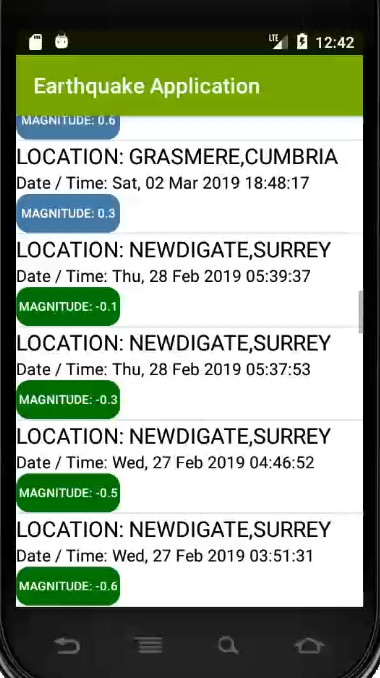 LTE 12:42
Earthquake Application
MAGNITUDE: 0.6
LOCATION: GRASMERE,CUMBRIA
Date / Time: Sat, 02 Mar 2019 18:48:17
MAGNITUDE: 0.3
LOCATION: NEWDIGATE,SURREY
Date / Time: Thu, 28 Feb 2019 05:39:37
MAGNITUDE: -0.1
LOCATION: NEWDIGATE,SURREY
Date / Time: Thu, 28 Feb 2019 05:37:53
MAGNITUDE: -0.3
LOCATION: NEWDIGATE,SURREY
Date / Time: Wed, 27 Feb 2019 04:46:52
MAGNITUDE: -0.5
LOCATION: NEWDIGATE,SURREY
Date / Time: Wed, 27 Feb 2019 03:51:31
MAGNITUDE: -0.6